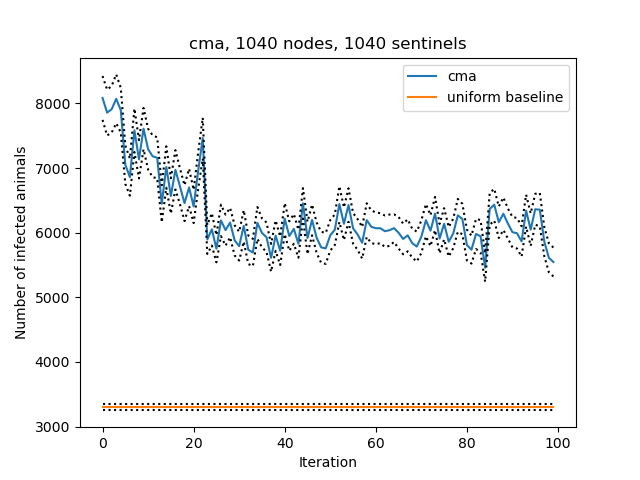 cma, 1040 nodes, 1040 sentinels
cma
uniform baseline
Number of infected animals
8000
7000
6000
5000
4000
3000
0 20 40 60 80 100
Iteration